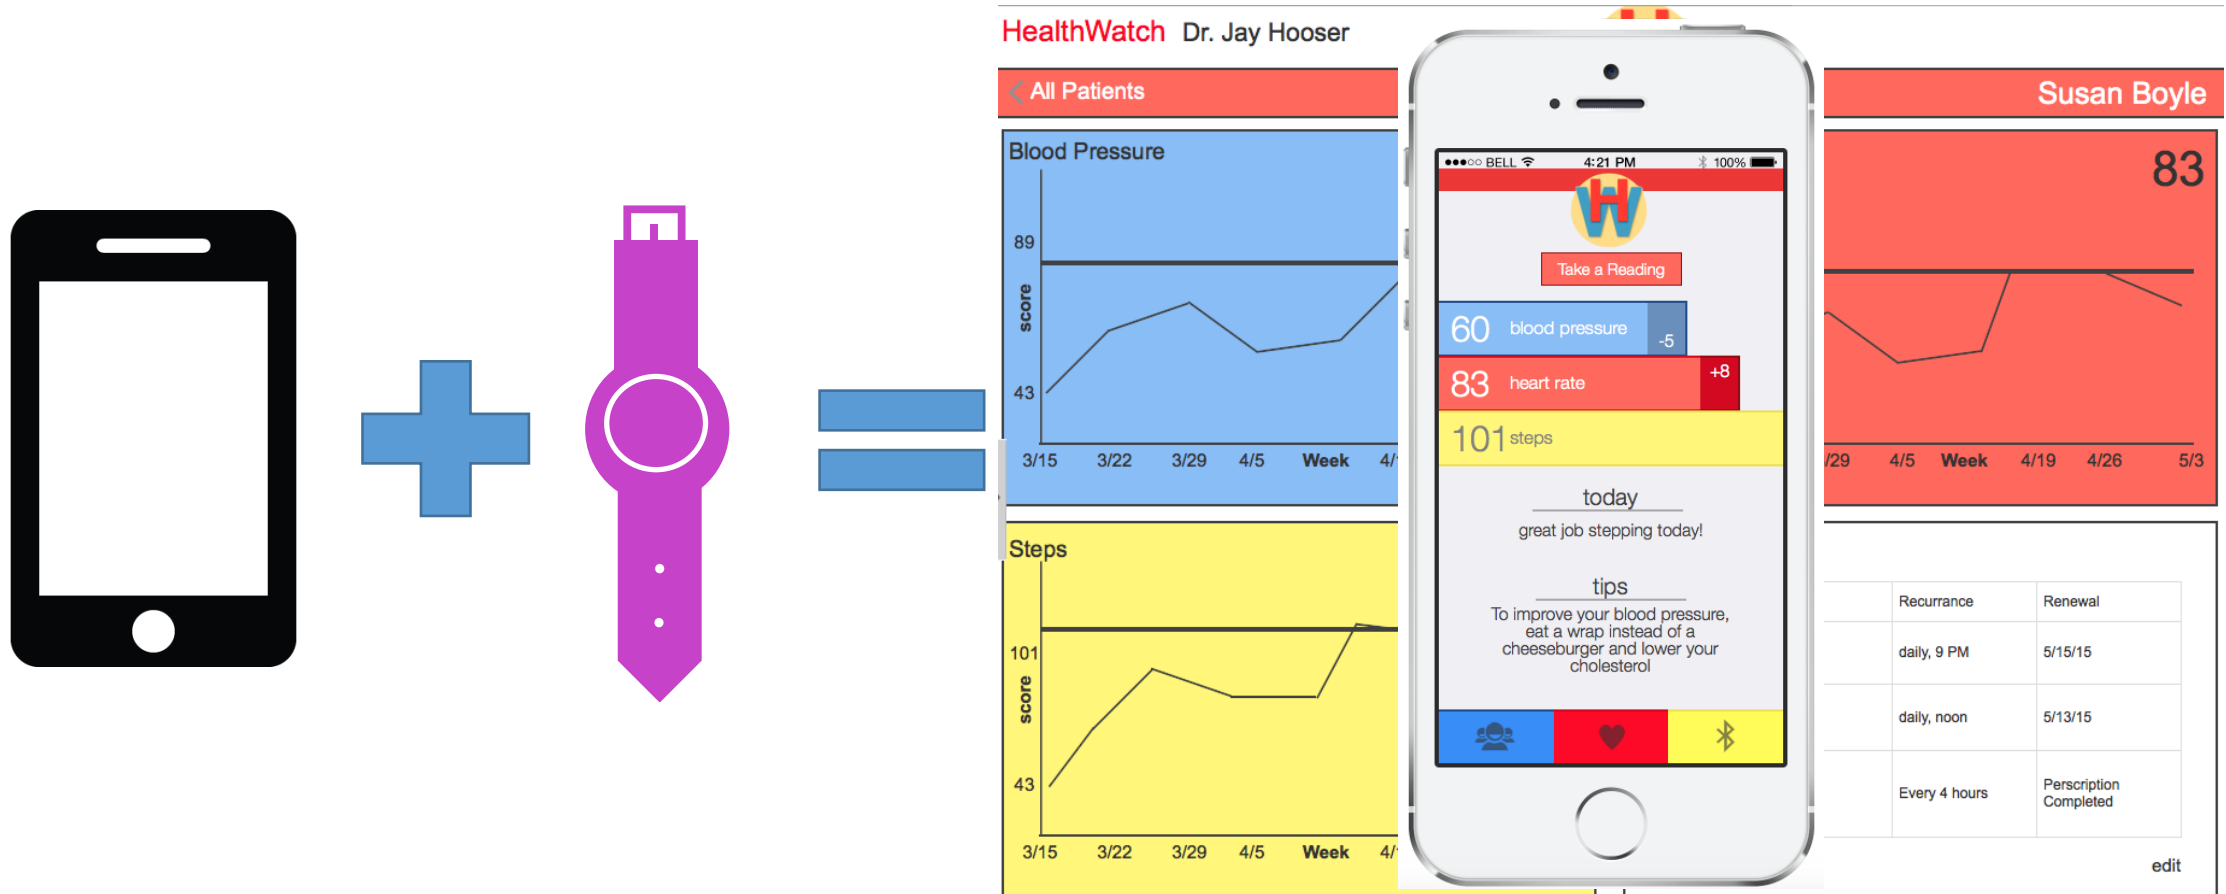 HealthWatch Dr. Jay Hooser
All Patients
Susan Boyle
Blood Pressure
89
score
43
3/15 3/22 3/29 4/5 Week
83
/29 4/5 Week 4/19 4/26 5/3
Steps
101
score
43
3/15 3/22 3/29 4/5 Week
BELL 4:21 PM 100%
HW
Take a Reading
60 blood pressure -5
83 heart rate +8
101 steps
today
great job stepping today!
tips
To improve your blood pressure,
eat a wrap instead of a
cheeseburger and lower your
cholesterol
Recurrance Renewal
daily, 9 PM 5/15/15
daily, noon 5/13/15
Every 4 hours Perscription
Completed
edit